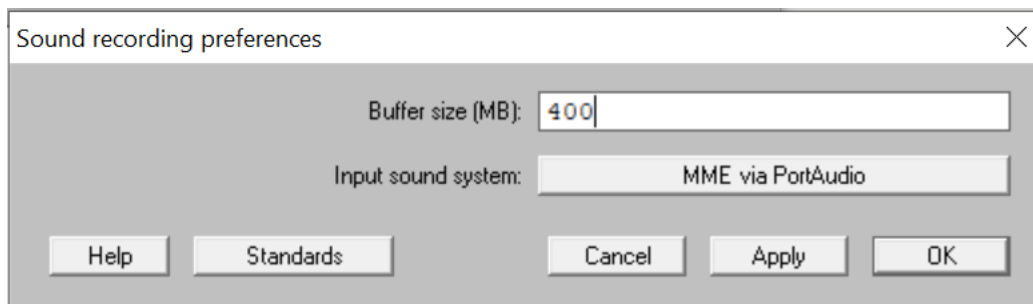 Sound recording preferences
Buffer size (MB): 400
Input sound system: MME via PortAudio
Help Standards Cancel Apply OK